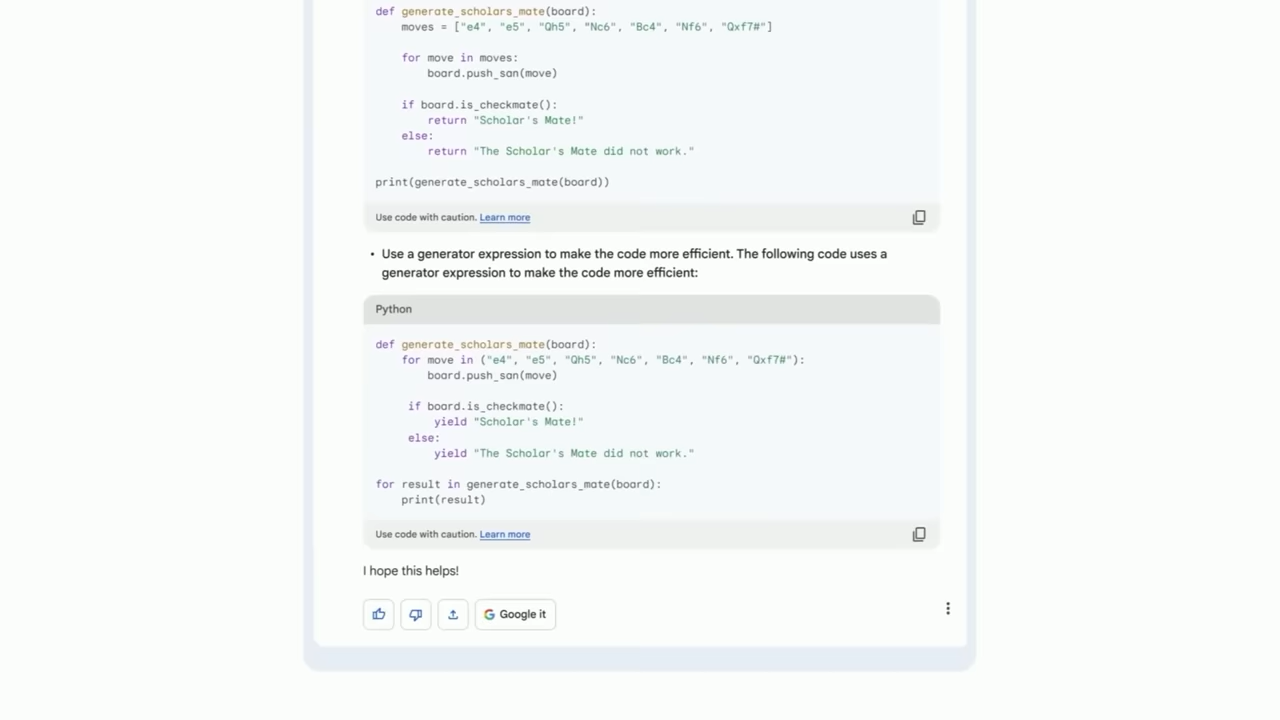 def generate_scholars_mate(board):
    moves = ["e4", "e5", "Qh5", "Nc6", "Bc4", "Nf6", "Qxf7#"]
    for move in moves:
        board.push_san(move)
    if board.is_checkmate():
        return "Scholar's Mate!"
    else:
        return "The Scholar's Mate did not work."
print(generate_scholars_mate(board))
Use code with caution. Learn more
• Use a generator expression to make the code more efficient. The following code uses a
generator expression to make the code more efficient:
Python
def generate_scholars_mate(board):
    for move in ("e4", "e5", "Qh5", "Nc6", "Bc4", "Nf6", "Qxf7#"):
        board.push_san(move)
     if board.is_checkmate():
         yield "Scholar's Mate!"
     else:
         yield "The Scholar's Mate did not work."
for result in generate_scholars_mate(board):
    print(result)
Use code with caution. Learn more
I hope this helps!
Google it